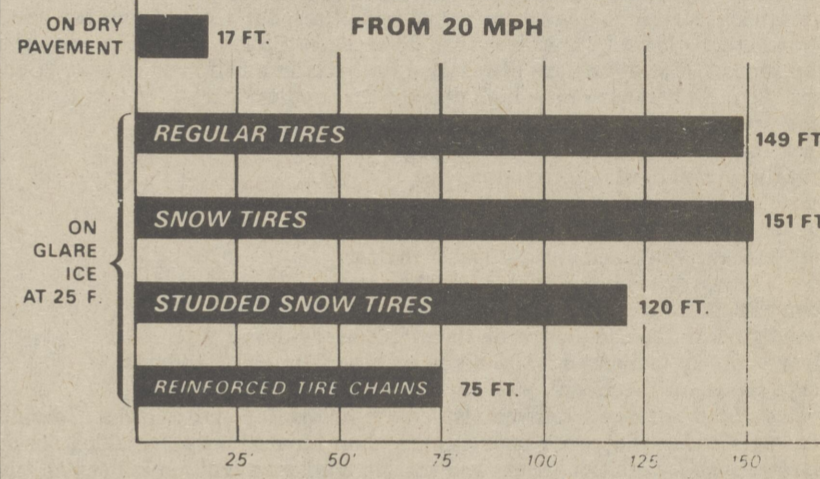 FROM 20 MPH
ON DRY
PAVEMENT
17 FT.
ON
GLARE
ICE
AT 25 F.
REGULAR TIRES
149 FT
SNOW TIRES
151 FT
STUDDED SNOW TIRES
120 FT.
REINFORCED TIRE CHAINS
75 FT.
25' 50' 75' 100 125 '50